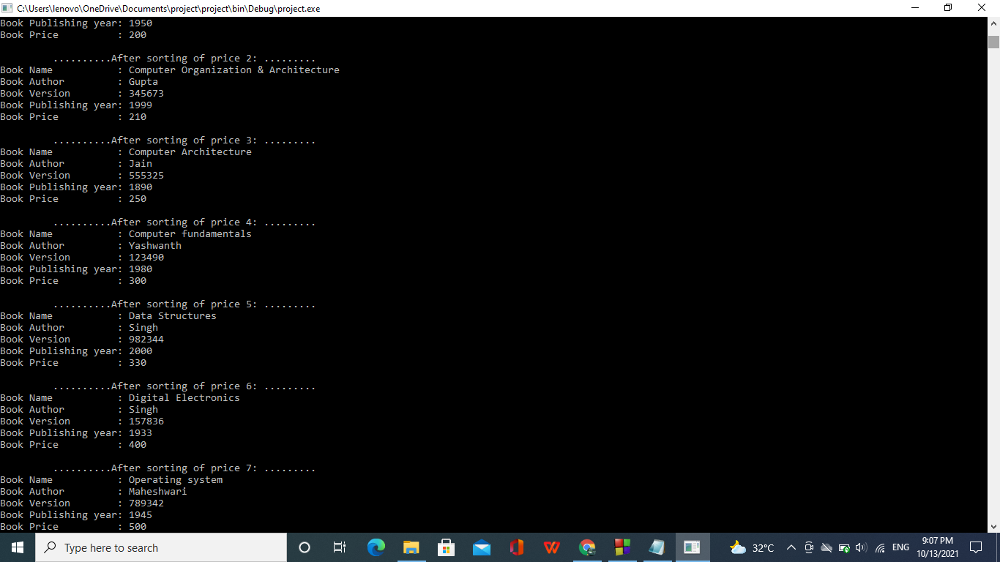 C:\Users\lenovo\OneDrive\Documents\project\project\bin\Debug\project.exe
Book Publishing year: 1950
Book Price          : 200
..........After sorting of price 2: .........
Book Name           : Computer Organization & Architecture
Book Author         : Gupta
Book Version        : 345673
Book Publishing year: 1999
Book Price          : 210
..........After sorting of price 3: .........
Book Name           : Computer Architecture
Book Author         : Jain
Book Version        : 555325
Book Publishing year: 1890
Book Price          : 250
..........After sorting of price 4: .........
Book Name           : Computer fundamentals
Book Author         : Yashwanth
Book Version        : 123490
Book Publishing year: 1980
Book Price          : 300
..........After sorting of price 5: .........
Book Name           : Data Structures
Book Author         : Singh
Book Version        : 982344
Book Publishing year: 2000
Book Price          : 330
..........After sorting of price 6: .........
Book Name           : Digital Electronics
Book Author         : Singh
Book Version        : 157836
Book Publishing year: 1933
Book Price          : 400
..........After sorting of price 7: .........
Book Name           : Operating system
Book Author         : Maheshwari
Book Version        : 789342
Book Publishing year: 1945
Book Price          : 500
Type here to search
32°C
ENG
9:07 PM
10/13/2021